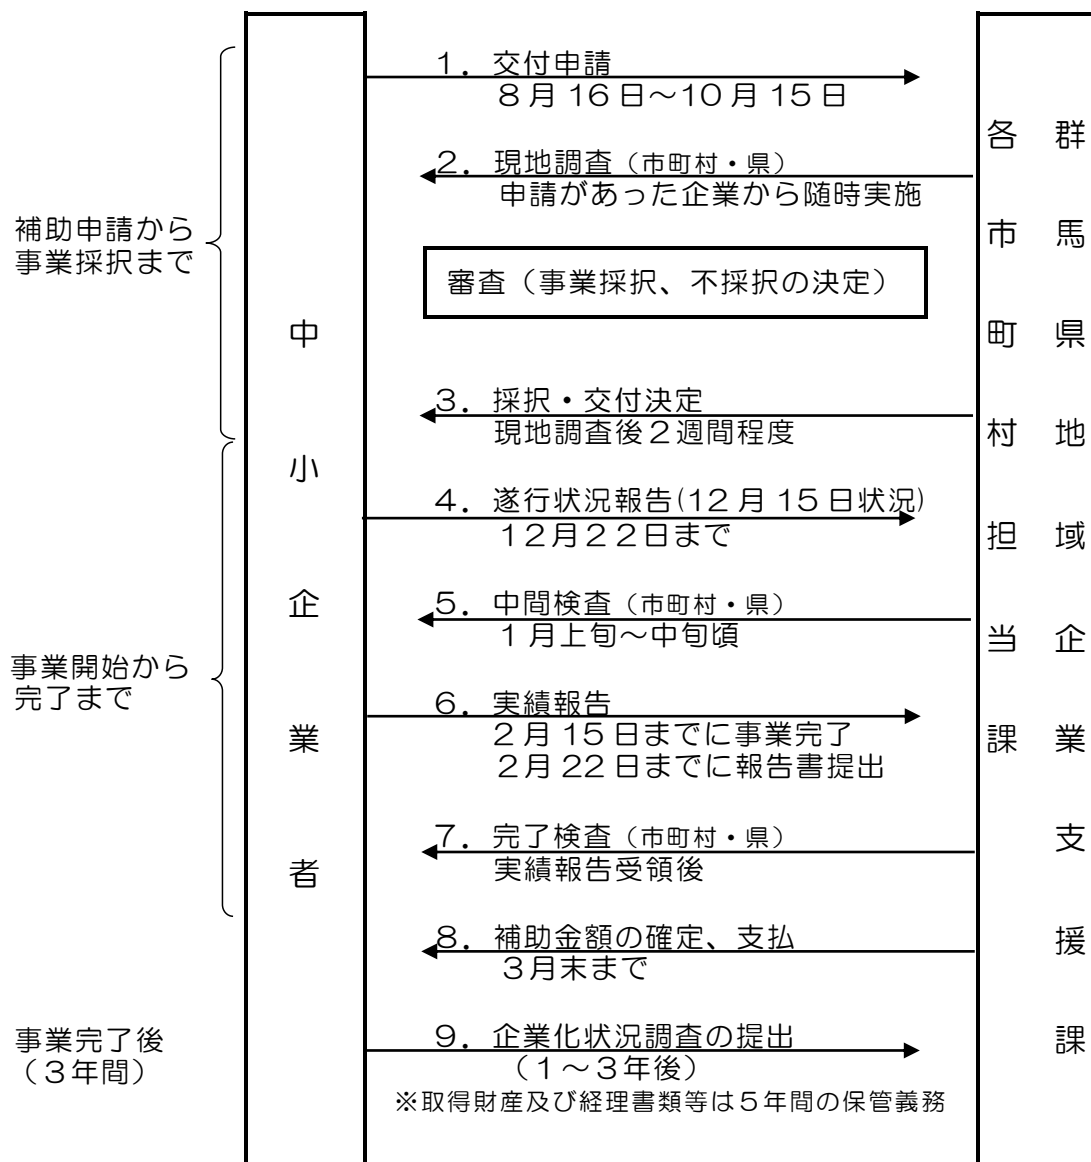 補助申請から
事業採択まで
事業開始から
完了まで
事業完了後
（３年間）
中小企業者
１．交付申請
８月16日～10月15日
２．現地調査（市町村・県）
申請があった企業から随時実施
審査（事業採択、不採択の決定）
３．採択・交付決定
現地調査後２週間程度
４．遂行状況報告(12月15日状況)
１２月２２日まで
５．中間検査（市町村・県）
１月上旬～中旬頃
６．実績報告
２月15日までに事業完了
２月22日までに報告書提出
７．完了検査（市町村・県）
実績報告受領後
８．補助金額の確定、支払
３月末まで
９．企業化状況調査の提出
（１～３年後）
※取得財産及び経理書類等は５年間の保管義務
群馬県地域企業支援課
各市町村担当課